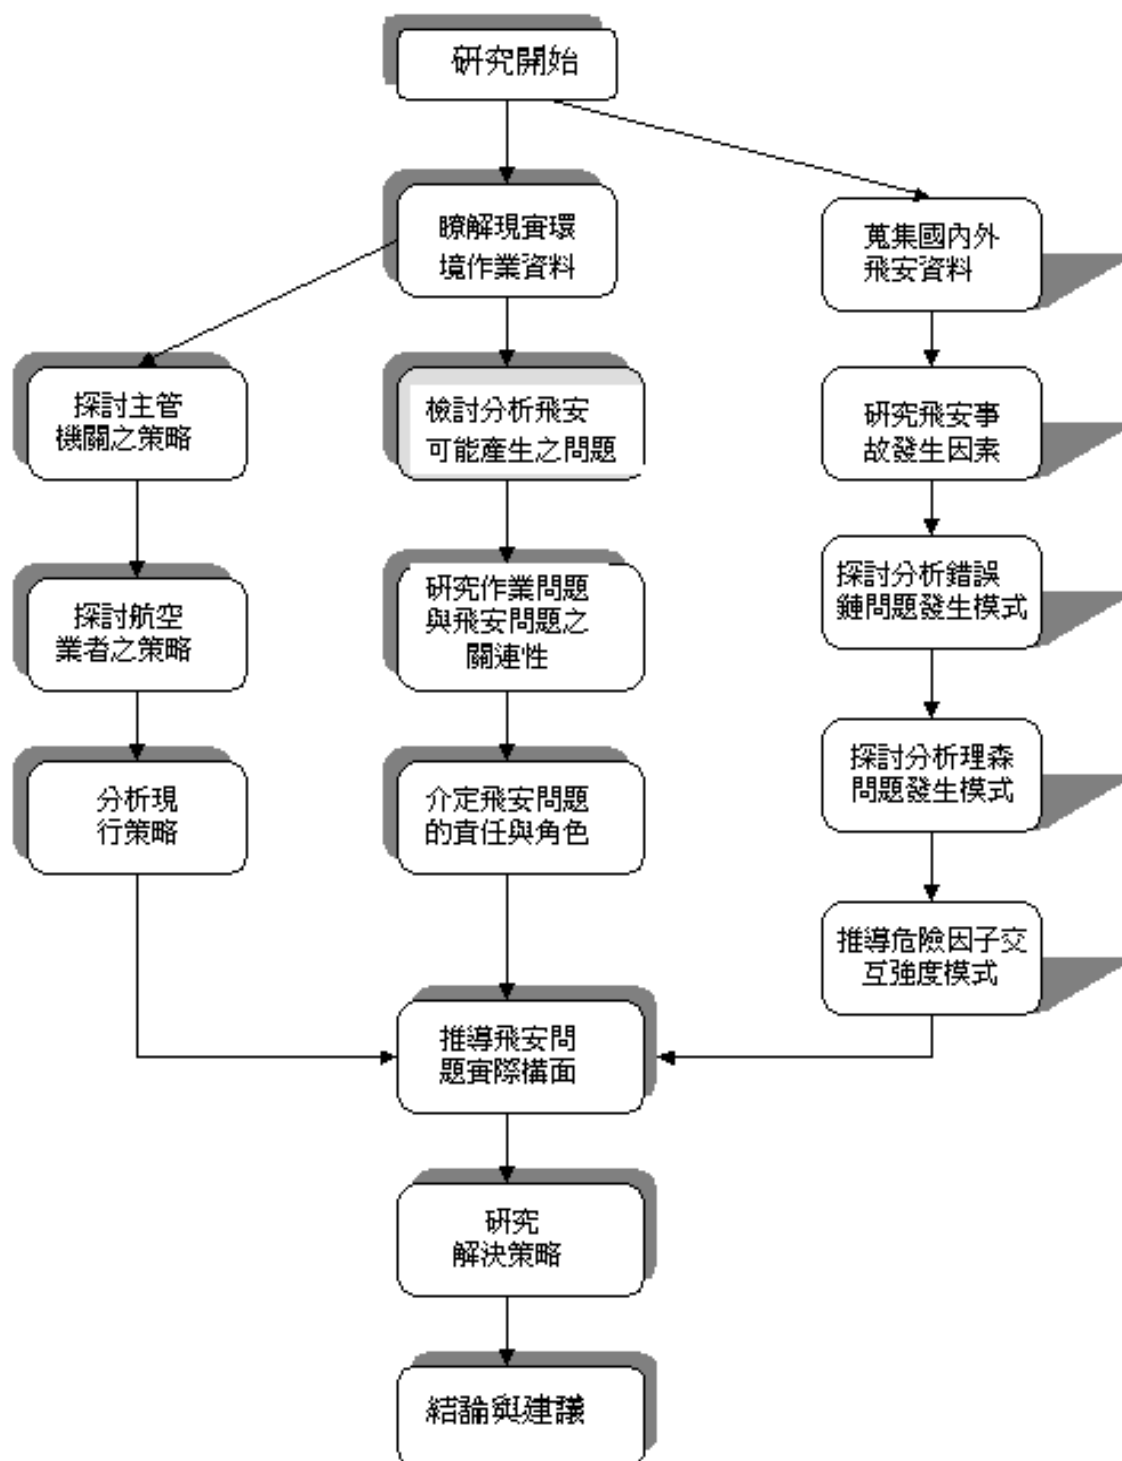 研究開始
瞭解現實環
境作業資料
蒐集國內外
飛安資料
探討主管
機關之策略
檢討分析飛安
可能產生之問題
研究飛安事
故發生因素
探討航空
業者之策略
研究作業問題
與飛安問題之
關連性
探討分析錯誤
鏈問題發生模式
分析現
行策略
介定飛安問題
的責任與角色
探討分析理森
問題發生模式
推導危險因子交
互強度模式
推導飛安問
題實際構面
研究
解決策略
結論與建議